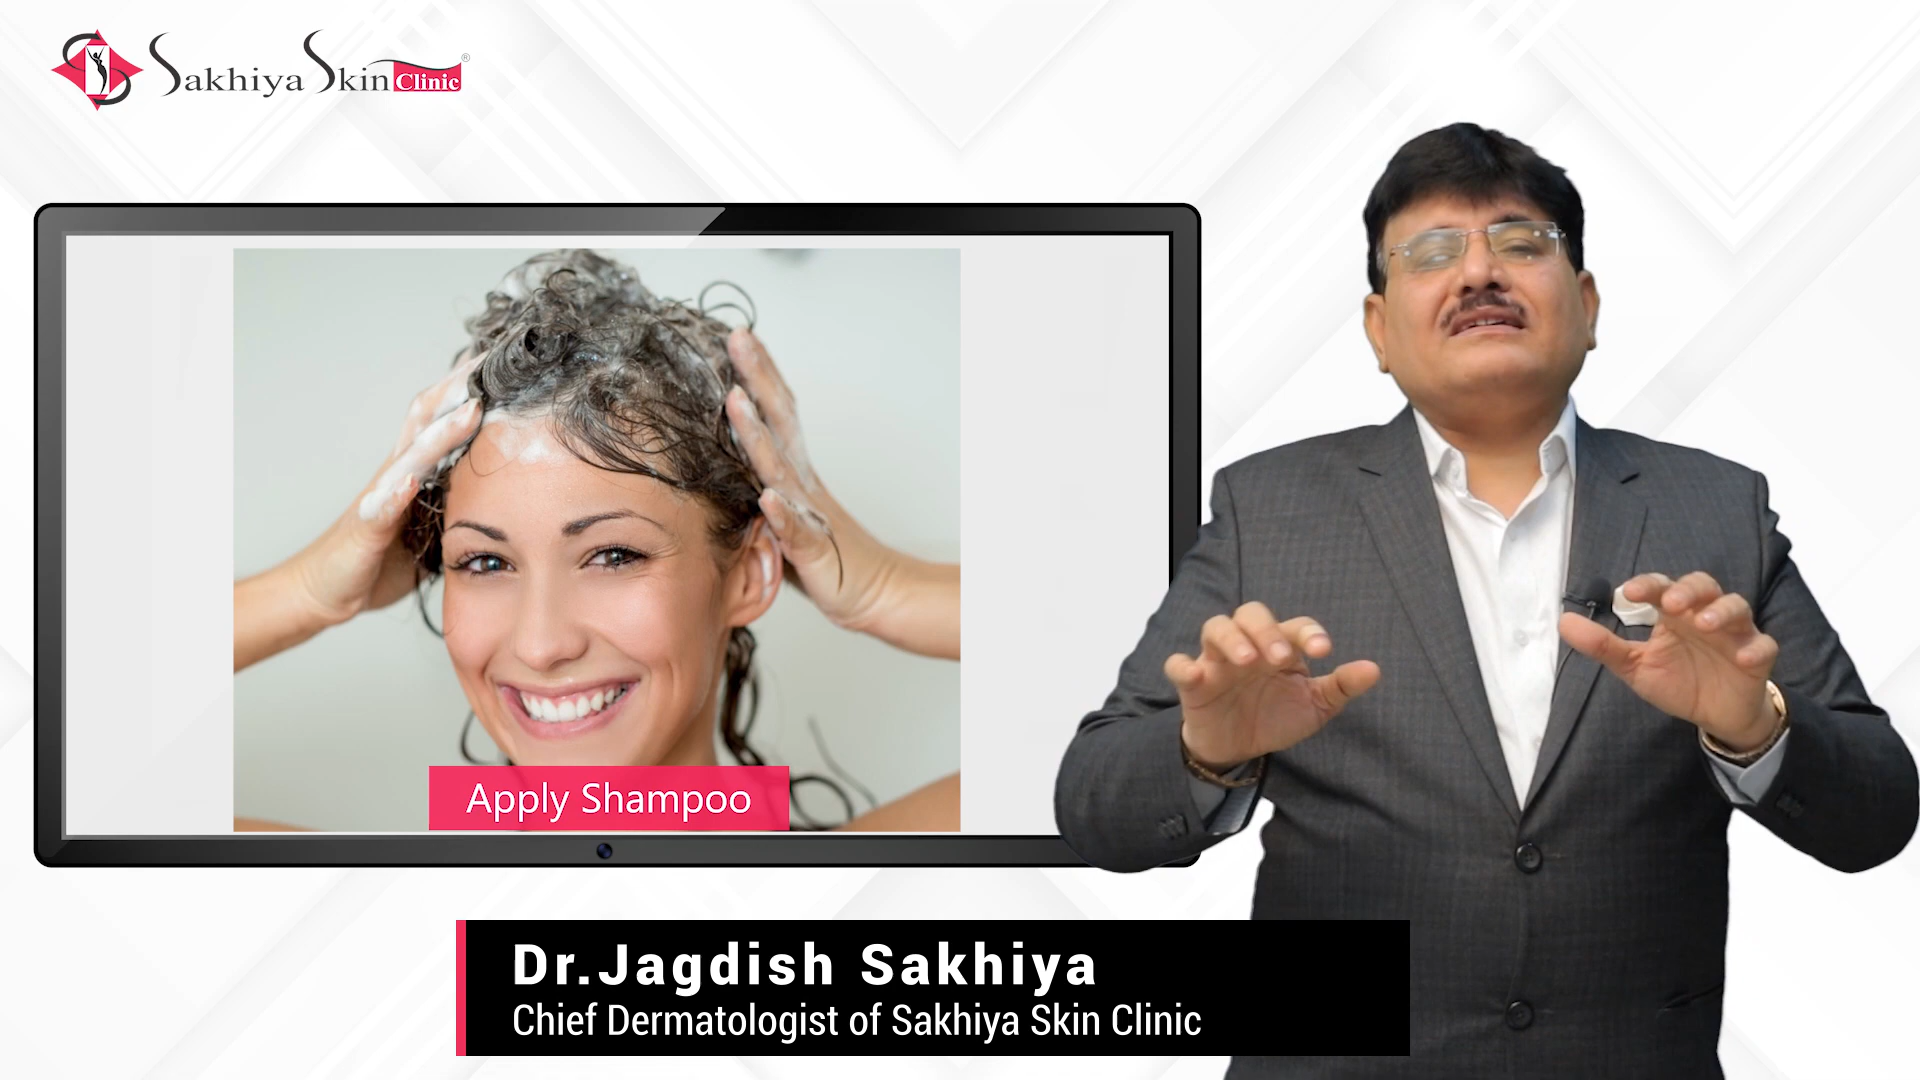 Sakhiya Skin Clinic ®
Apply Shampoo
Dr.Jagdish Sakhiya
Chief Dermatologist of Sakhiya Skin Clinic